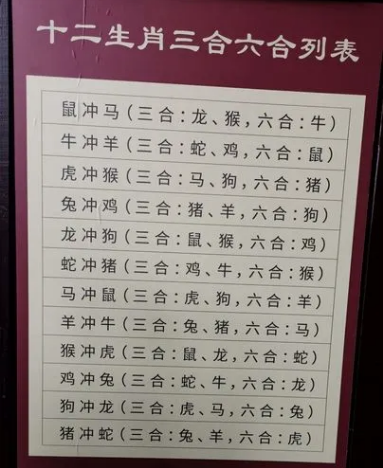 十二生肖三合六合列表
鼠冲马(三合:龙、猴,六合:牛)
牛冲羊(三合:蛇、鸡,六合:鼠)
虎冲猴(三合:马、狗,六合:猪)
兔冲鸡(三合:猪、羊,六合:狗)
龙冲狗(三合:鼠、猴,六合:鸡)
蛇冲猪(三合:鸡、牛,六合:猴)
马冲鼠(三合:虎、狗,六合:羊)
羊冲牛(三合:兔、猪,六合:马)
猴冲虎(三合:鼠、龙,六合:蛇)
鸡冲兔(三合:蛇、牛,六合:龙)
狗冲龙(三合:虎、马,六合:兔)
猪冲蛇(三合:兔、羊,六合:虎)